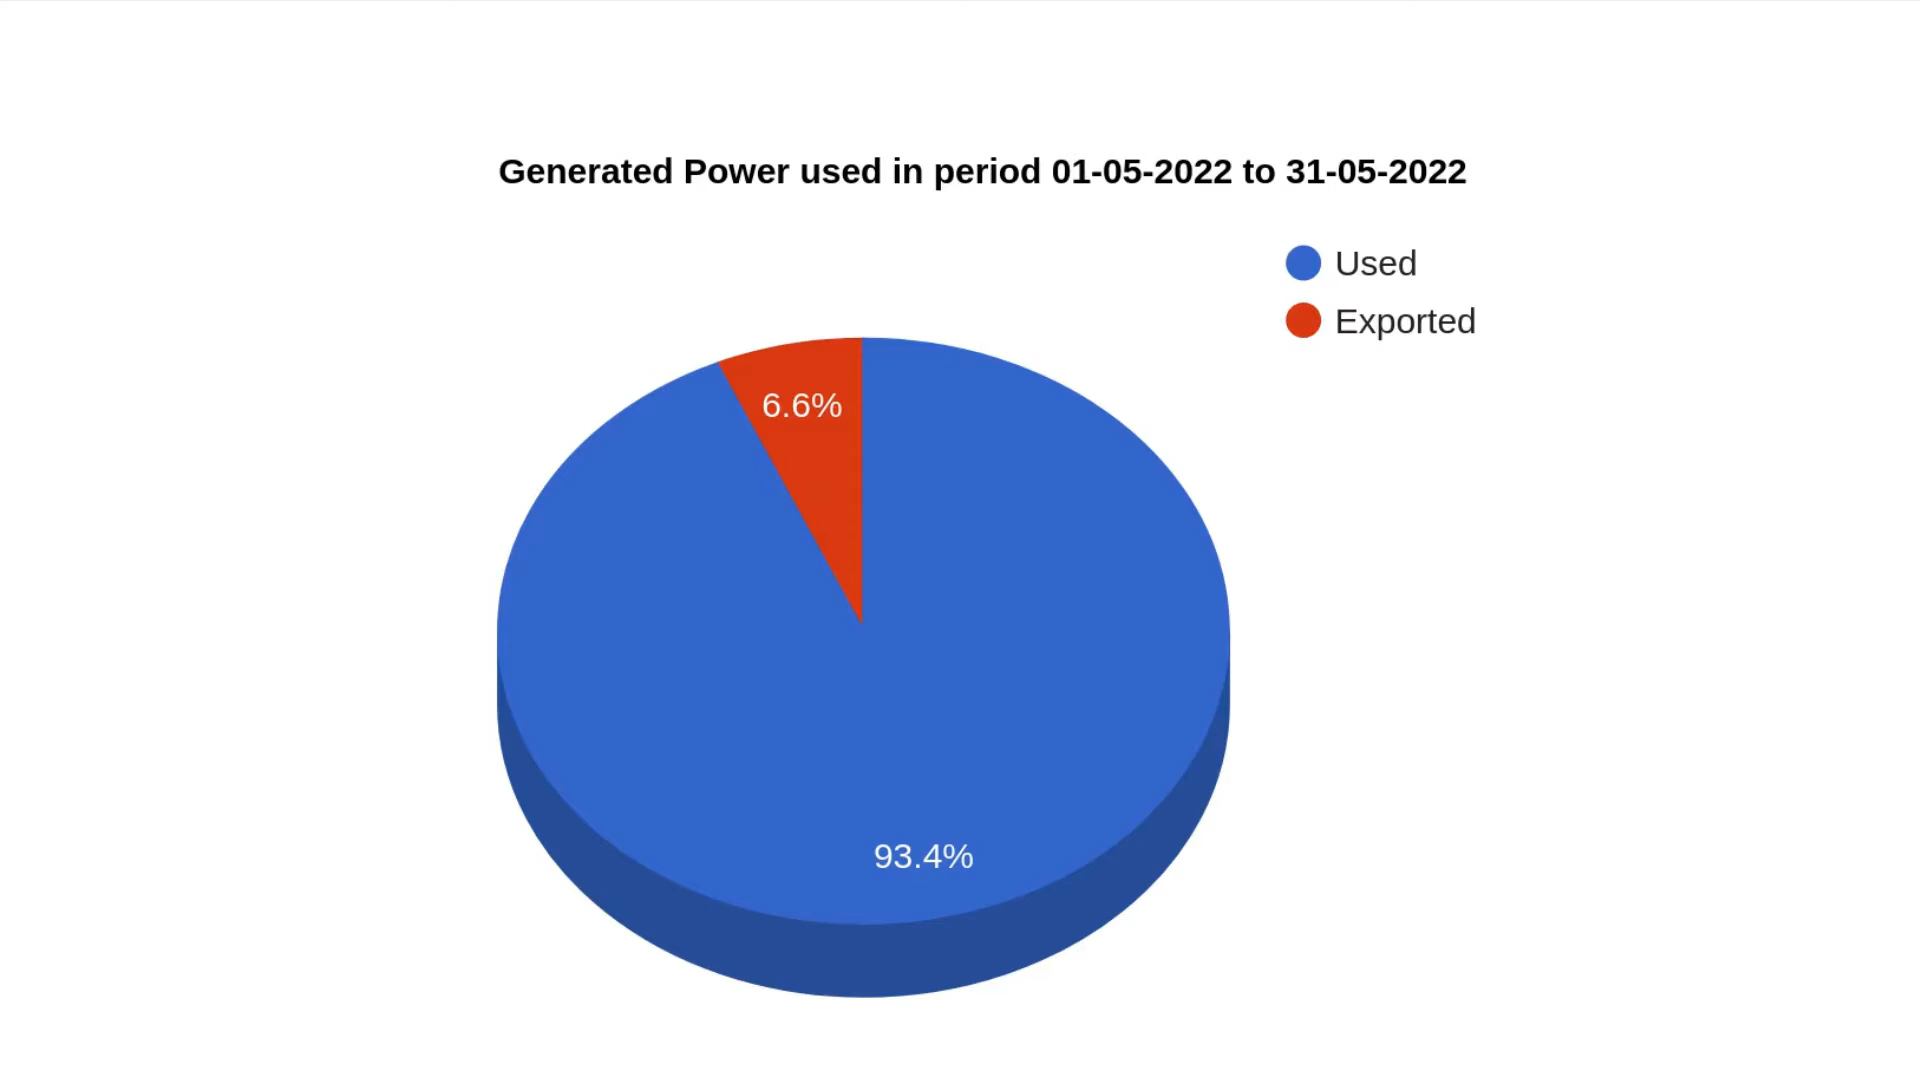 Generated Power used in period 01-05-2022 to 31-05-2022
Used
Exported
6.6%
93.4%